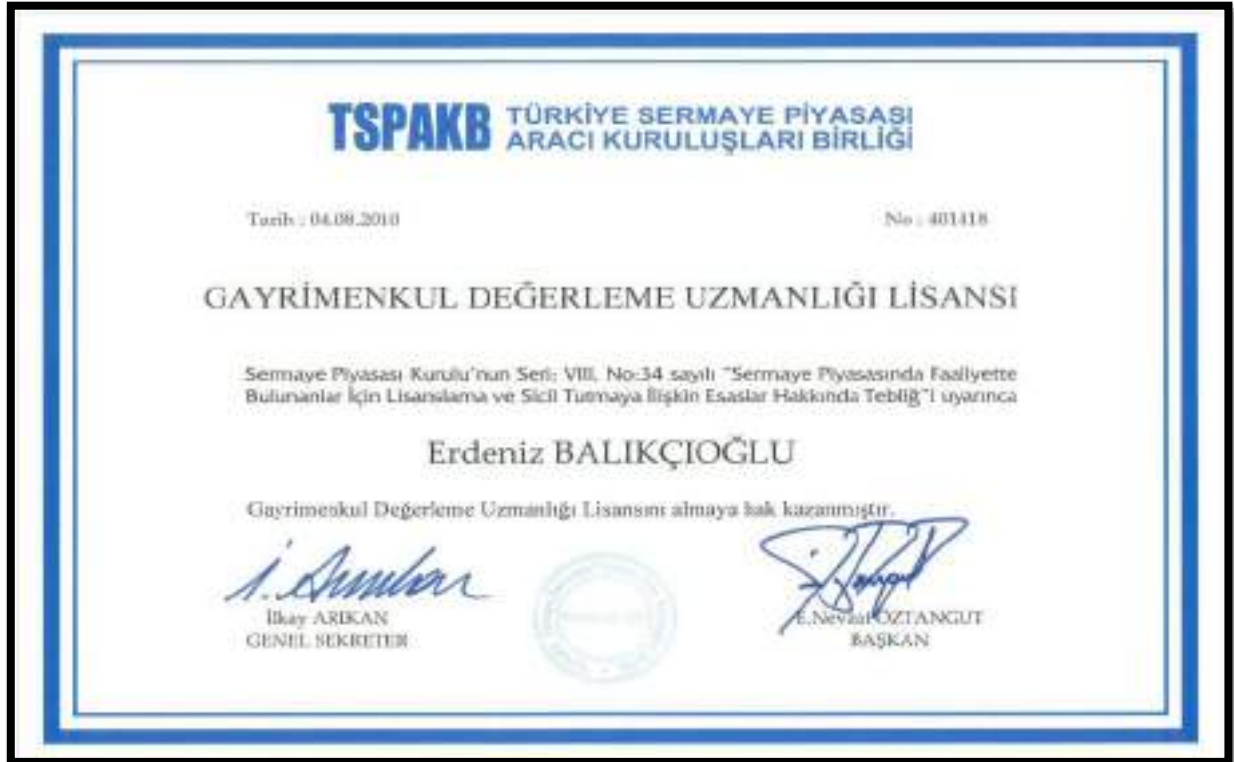 TSPAKB TÜRKİYE SERMAYE PİYASASI
ARACI KURULUŞLARI BİRLİĞİ
Tarih : 04.08.2010 No : 401418
GAYRİMENKUL DEĞERLEME UZMANLIĞI LİSANSI
Sermaye Piyasası Kurulu'nun Seri: VIII, No:34 sayılı "Sermaye Piyasasında Faaliyette
Bulunanlar İçin Lisanslama ve Sicil Tutmaya İlişkin Esaslar Hakkında Tebliğ"i uyarınca
Erdeniz BALIKÇIOĞLU
Gayrimenkul Değerleme Uzmanlığı Lisansını almaya hak kazanmıştır.
İlkay ARIKAN
GENEL SEKRETER
E.Nevzat ÖZTANGUT
BAŞKAN